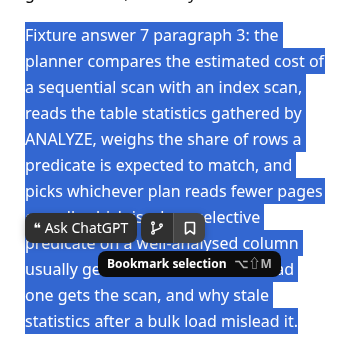 Fixture answer 7 paragraph 3: the
planner compares the estimated cost of
a sequential scan with an index scan,
reads the table statistics gathered by
ANALYZE, weighs the share of rows a
predicate is expected to match, and
picks whichever plan reads fewer pages
selective
❝ Ask ChatGPT
predicate on a well-analysed column
Bookmark selection ⌥⇧M
usually
one gets the scan, and why stale
statistics after a bulk load mislead it.